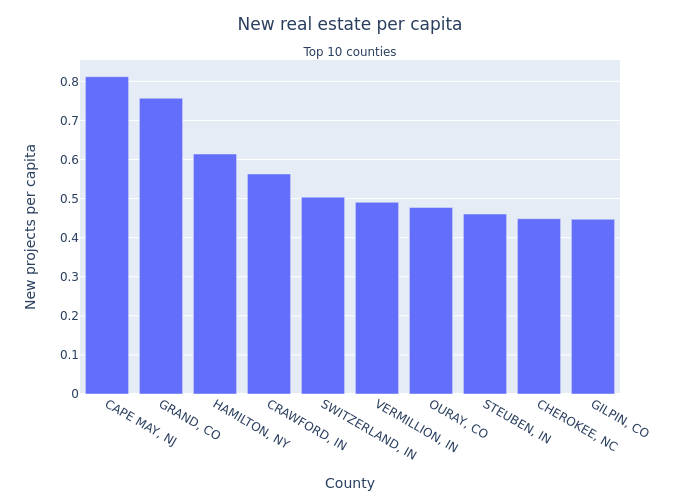 New real estate per capita
Top 10 counties
New projects per capita
0.8
0.7
0.6
0.5
0.4
0.3
0.2
0.1
0
CAPE MAY, NJ
GRAND, CO
HAMILTON, NY
CRAWFORD, IN
SWITZERLAND, IN
VERMILLION, IN
OURAY, CO
STEUBEN, IN
CHEROKEE, NC
GILPIN, CO
County